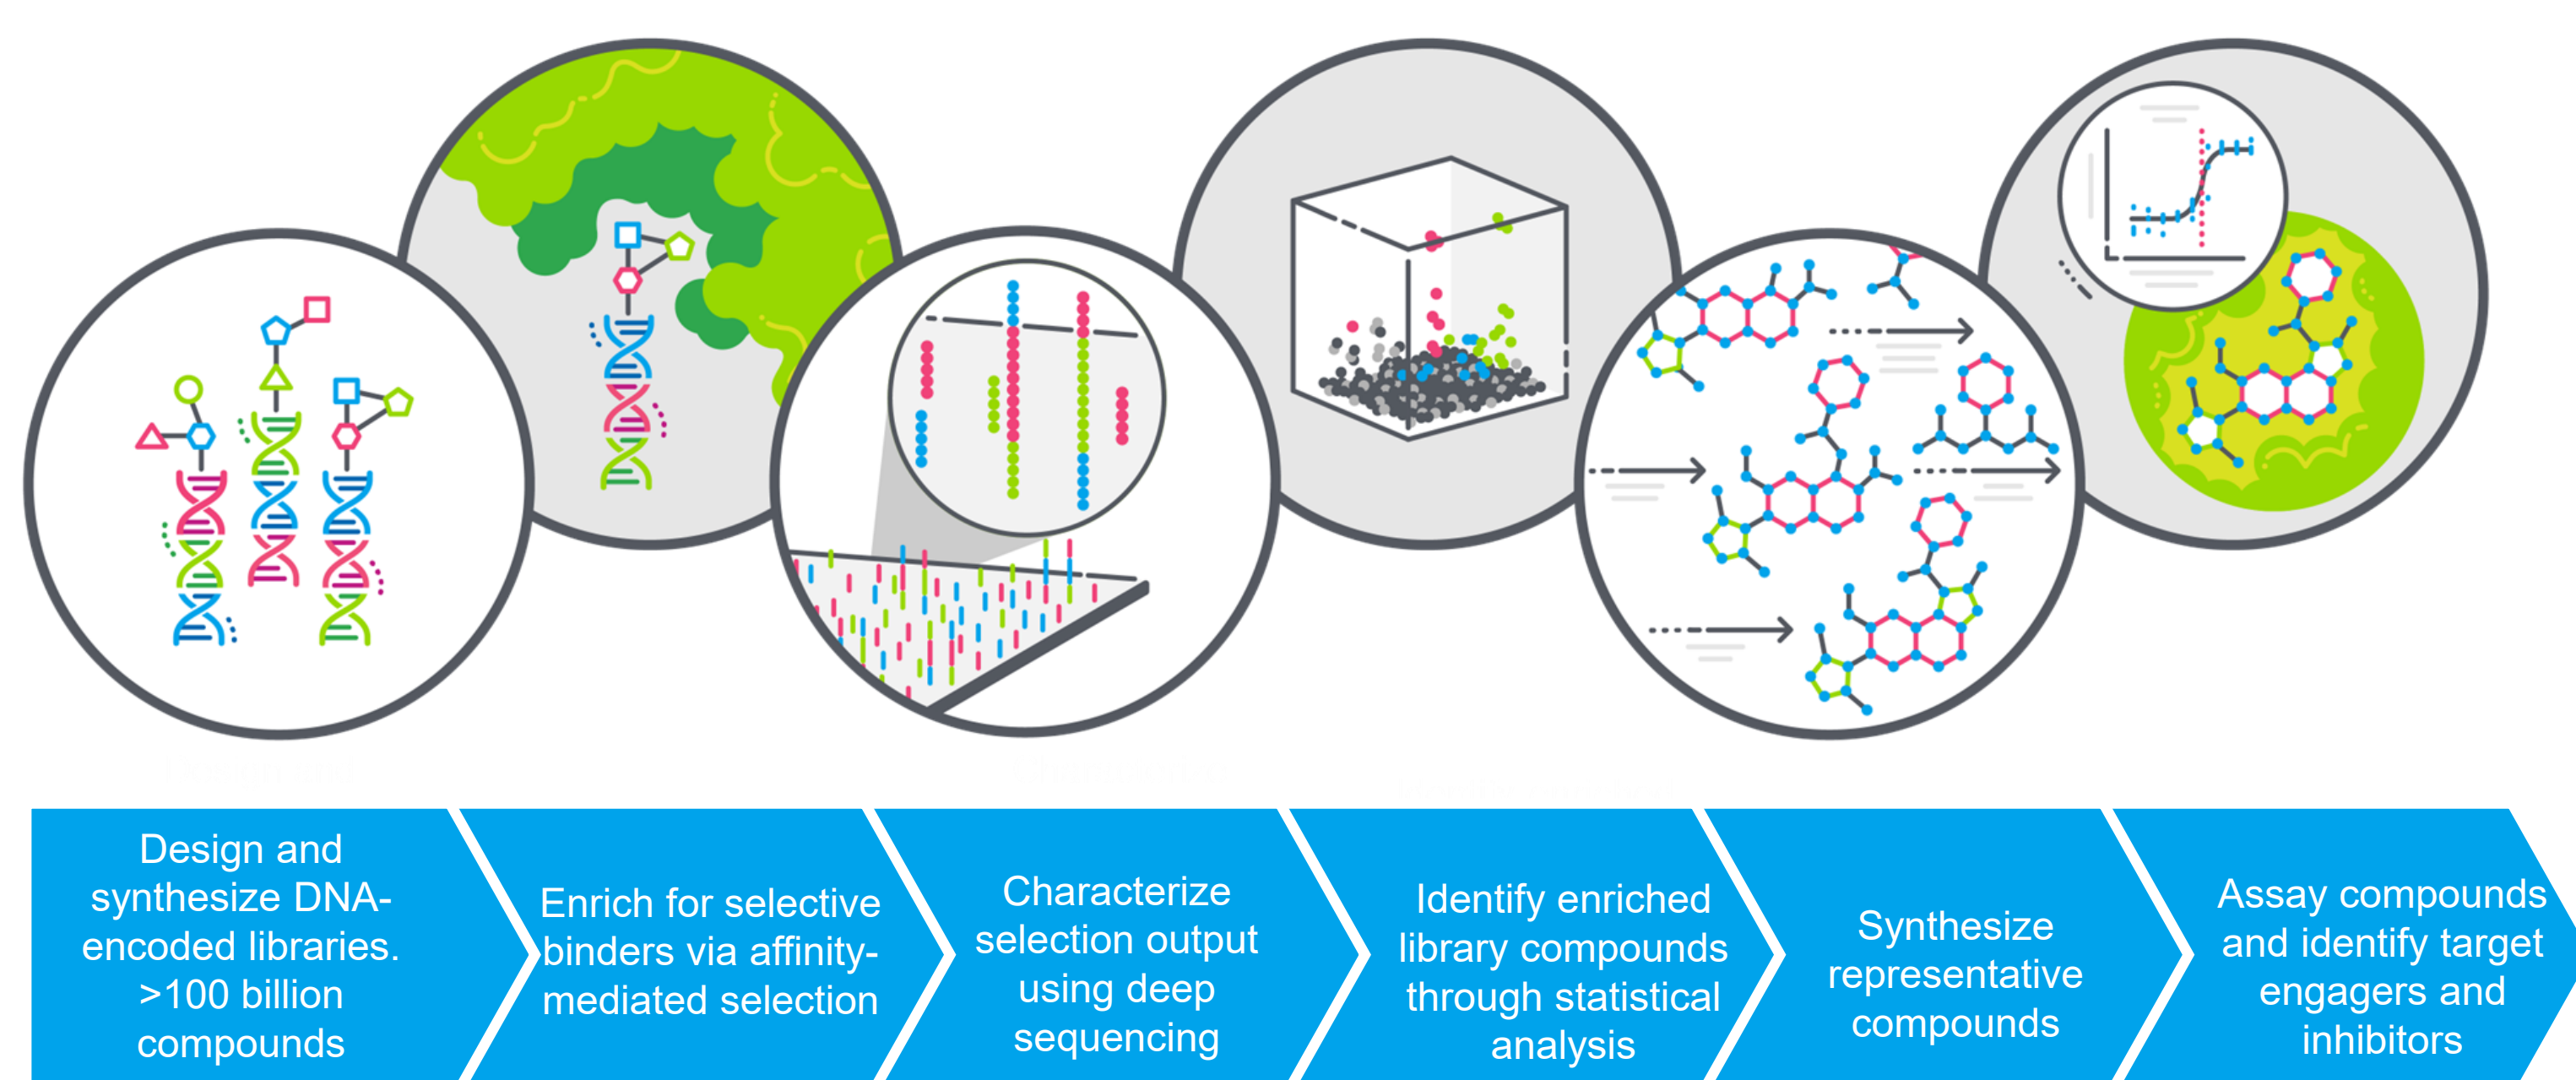 Design and
synthesize DNA-
encoded libraries.
>100 billion
compounds
Enrich for selective
binders via affinity-
mediated selection
Characterize
selection output
using deep
sequencing
Identify enriched
library compounds
through statistical
analysis
Synthesize
representative
compounds
Assay compounds
and identify target
engagers and
inhibitors